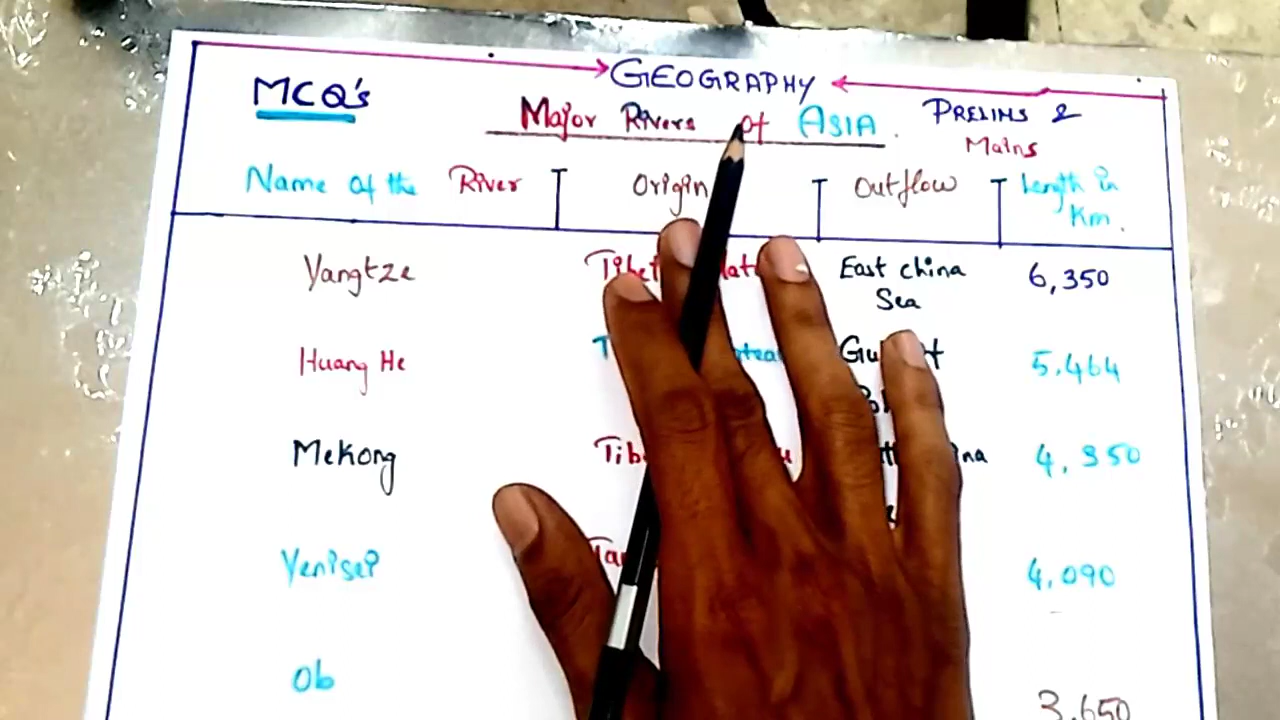 GEOGRAPHY
MCQ's
Major Rivers of ASIA.
PRELIMS &
Mains
Name of the River
Origin
Outflow
Length in
Km.
Yangtze
East china
Sea
6,350
Huang He
5.464
Mekong
4,350
Yenisei
4,090
Ob
3,650